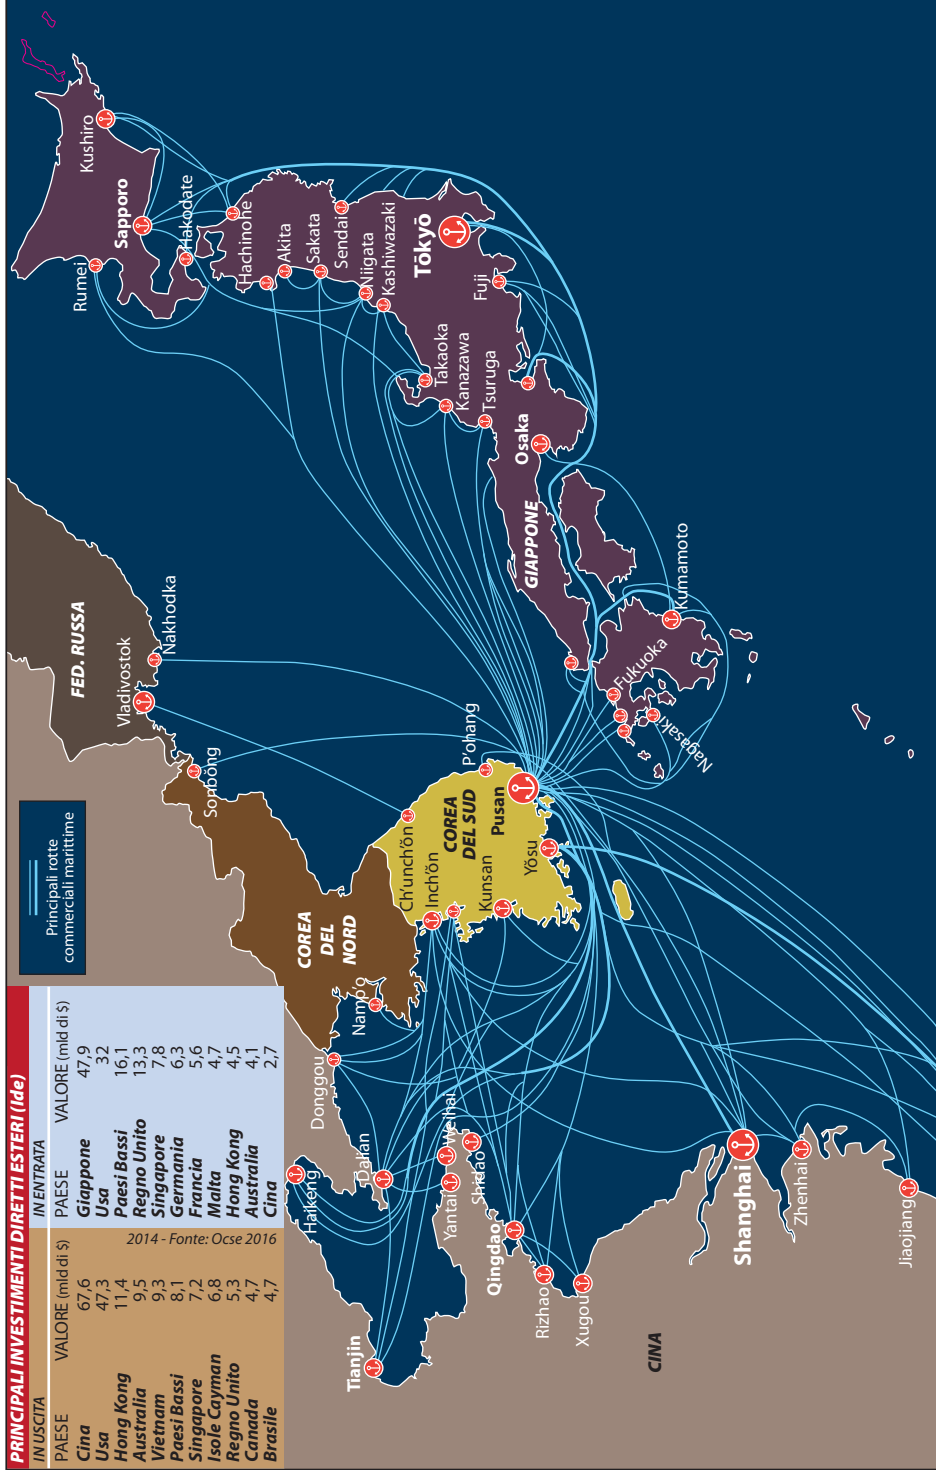 PRINCIPALI INVESTIMENTI DIRETTI ESTERI (ide)
IN USCITA
PAESE VALORE (mld di $)
Cina 67,6
Usa 47,3
Hong Kong 11,4
Australia 9,5
Vietnam 9,3
Paesi Bassi 8,1
Singapore 7,2
Isole Cayman 6,8
Regno Unito 5,3
Canada 4,7
Brasile 4,7
IN ENTRATA
PAESE VALORE (mld di $)
Giappone 47,9
Usa 32
Paesi Bassi 16,1
Regno Unito 13,3
Singapore 7,8
Germania 6,3
Francia 5,6
Malta 4,7
Hong Kong 4,5
Australia 4,1
Cina 2,7
2014 - Fonte: Ocse 2016
Principali rotte
commerciali marittime
FED. RUSSA
Vladivostok
Nakhodka
Sonbŏng
COREA
DEL
NORD
Namp'o
Donggou
Haikeng
Dalian
Tianjin
Yantai
Weihai
Shidao
Qingdao
Rizhao
Xugou
CINA
Shanghai
Zhenhai
Jiaojiang
Ch'unch'ŏn
Inch'ŏn
COREA
DEL SUD
Kunsan
Pusan
Yŏsu
P'ohang
GIAPPONE
Rumei
Sapporo
Kushiro
Hakodate
Hachinohe
Akita
Sakata
Sendai
Niigata
Kashiwazaki
Tōkyō
Fuji
Takaoka
Kanazawa
Tsuruga
Osaka
Fukuoka
Nagasaki
Kumamoto